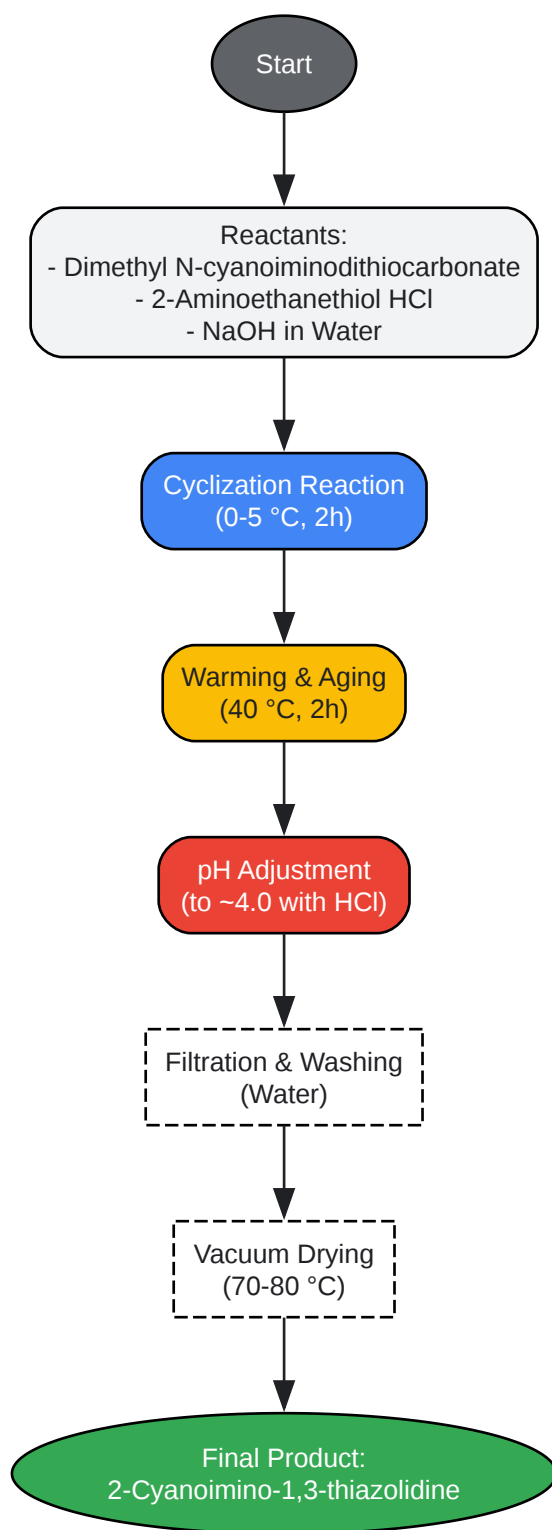 Start
Reactants:
- Dimethyl N-cyanoiminodithiocarbonate
- 2-Aminoethanethiol HCl
- NaOH in Water
Cyclization Reaction
(0-5 °C, 2h)
Warming & Aging
(40 °C, 2h)
pH Adjustment
(to ~4.0 with HCl)
Filtration & Washing
(Water)
Vacuum Drying
(70-80 °C)
Final Product:
2-Cyanoimino-1,3-thiazolidine